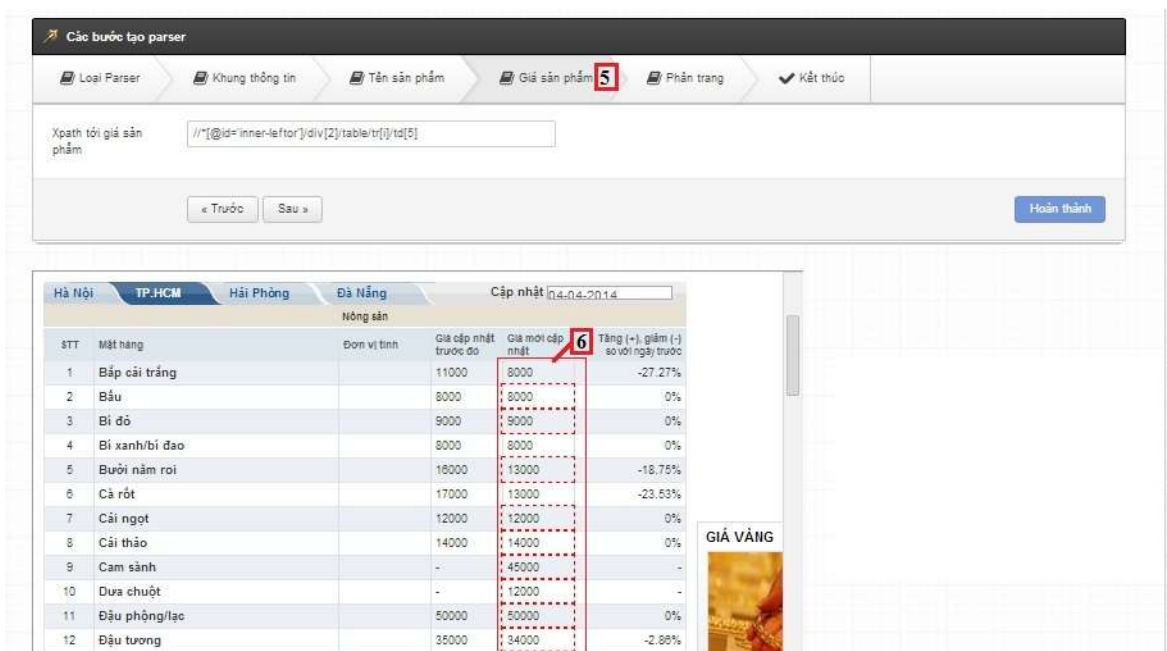 Các bước tạo parser
Loại Parser Khung thông tin Tên sản phẩm Giá sản phẩm 5 Phân trang Kết thúc
Xpath tới giá sản phẩm //*[@id='inner-leftor']/div[2]/table/tr[i]/td[5]
« Trước Sau » Hoàn thành
Hà Nội TP.HCM Hải Phòng Đà Nẵng Cập nhật 04-04-2014
Nông sản
STT Mặt hàng Đơn vị tính Giá cập nhật trước đó Giá mới cập nhật 6 Tăng (+), giảm (-) so với ngày trước
1 Bắp cải trắng 11000 8000 -27.27%
2 Bầu 8000 8000 0%
3 Bí đỏ 9000 9000 0%
4 Bí xanh/bí đao 8000 8000 0%
5 Bưởi năm roi 16000 13000 -18.75%
6 Cà rốt 17000 13000 -23.53%
7 Cải ngọt 12000 12000 0%
8 Cải thảo 14000 14000 0%
9 Cam sành - 45000 -
10 Dưa chuột - 12000 -
11 Đậu phộng/lạc 50000 50000 0%
12 Đậu tương 35000 34000 -2.86%
GIÁ VÀNG